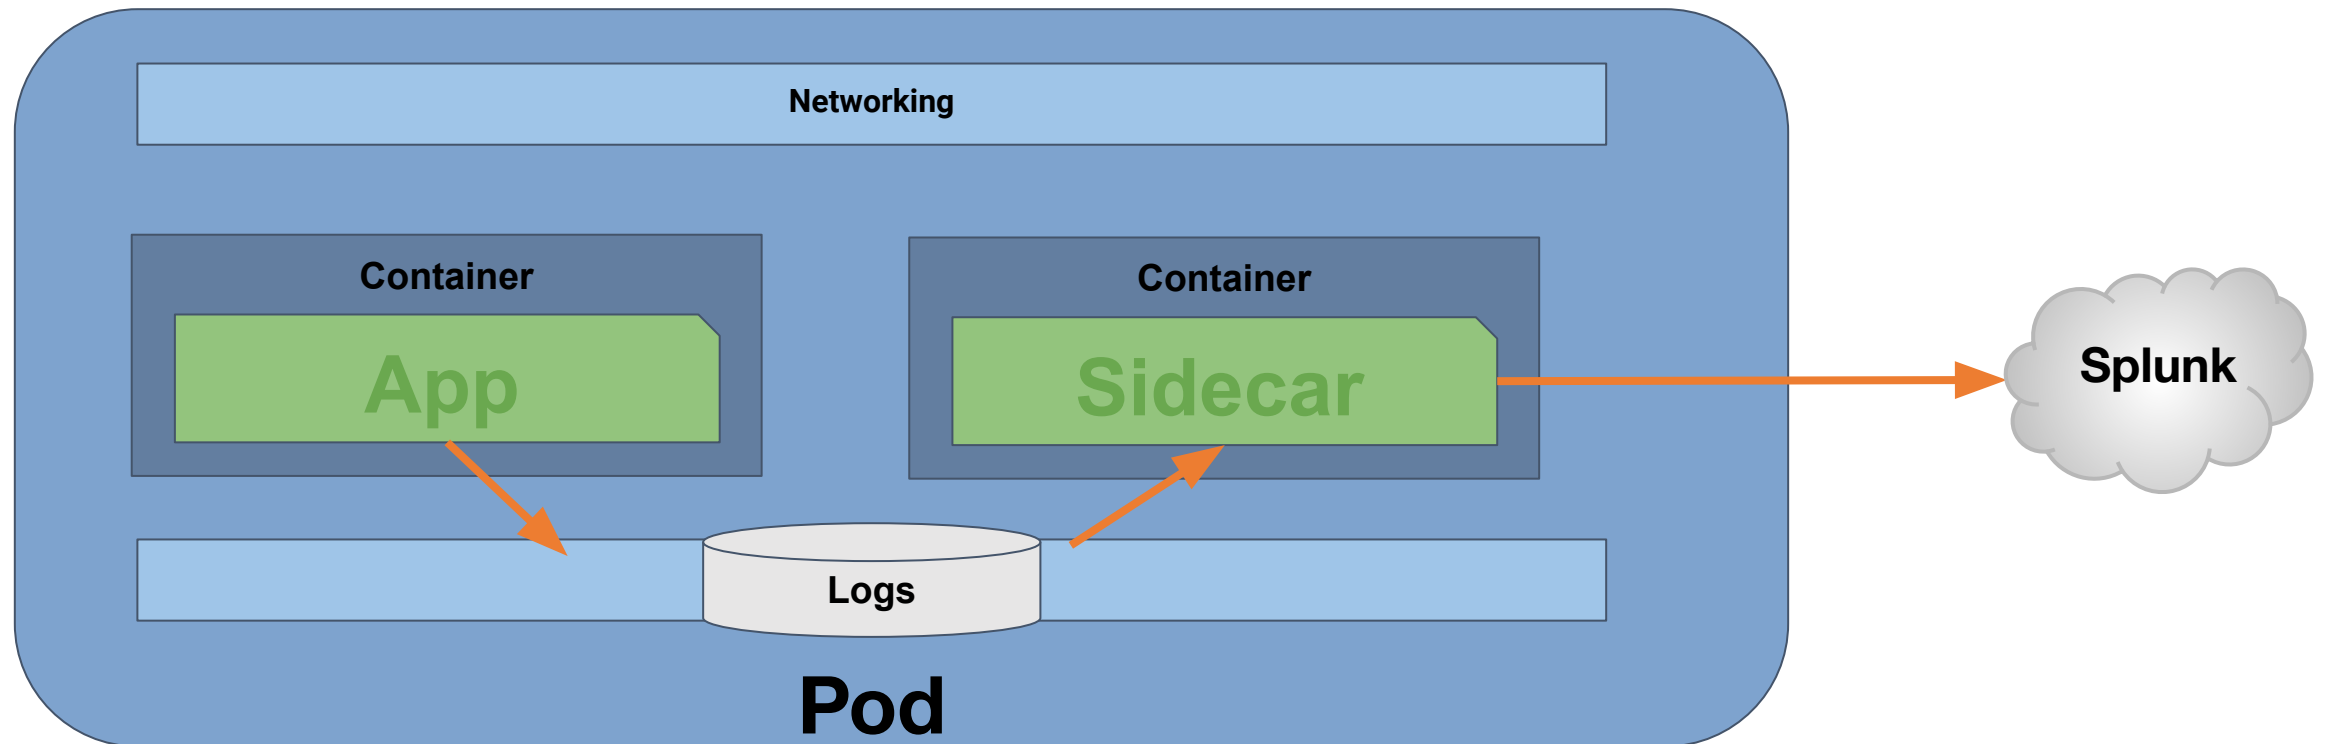 Networking
Container
Container
App
Sidecar
Splunk
Logs
Pod